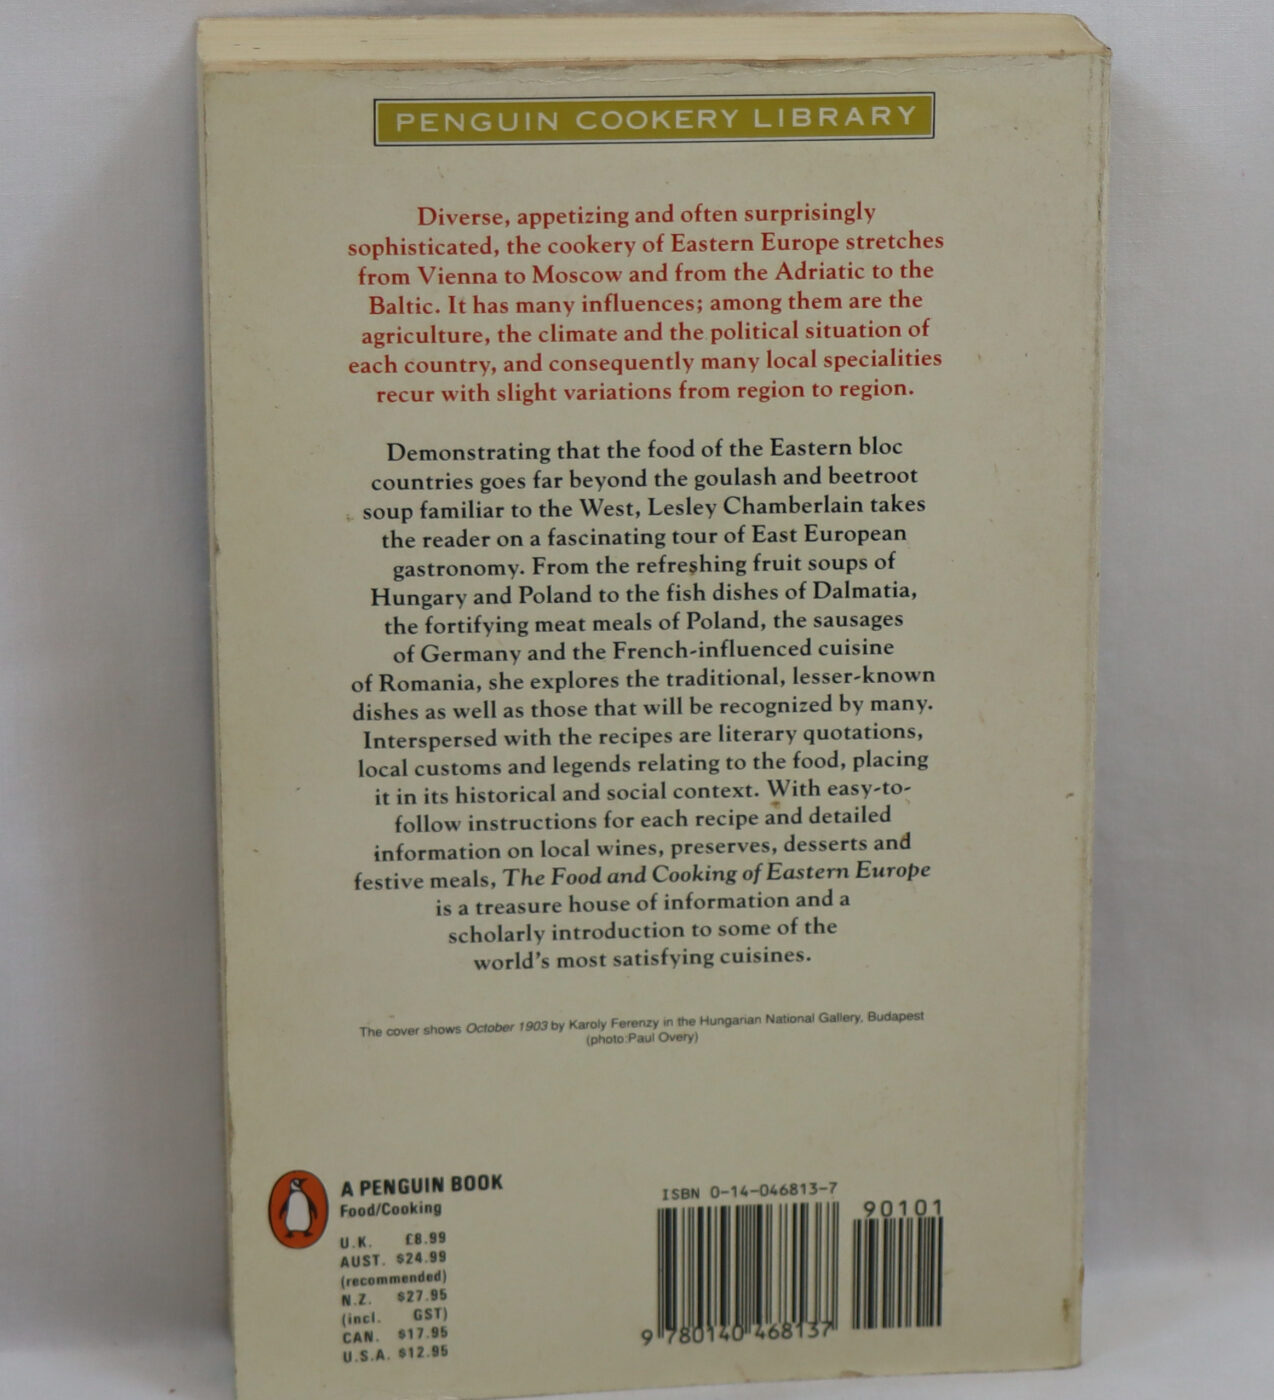 PENGUIN COOKERY LIBRARY
Diverse, appetizing and often surprisingly
sophisticated, the cookery of Eastern Europe stretches
from Vienna to Moscow and from the Adriatic to the
Baltic. It has many influences; among them are the
agriculture, the climate and the political situation of
each country, and consequently many local specialities
recur with slight variations from region to region.
Demonstrating that the food of the Eastern bloc
countries goes far beyond the goulash and beetroot
soup familiar to the West, Lesley Chamberlain takes
the reader on a fascinating tour of East European
gastronomy. From the refreshing fruit soups of
Hungary and Poland to the fish dishes of Dalmatia,
the fortifying meat meals of Poland, the sausages
of Germany and the French-influenced cuisine
of Romania, she explores the traditional, lesser-known
dishes as well as those that will be recognized by many.
Interspersed with the recipes are literary quotations,
local customs and legends relating to the food, placing
it in its historical and social context. With easy-to-
follow instructions for each recipe and detailed
information on local wines, preserves, desserts and
festive meals, The Food and Cooking of Eastern Europe
is a treasure house of information and a
scholarly introduction to some of the
world's most satisfying cuisines.
The cover shows October 1903 by Karoly Ferenzy in the Hungarian National Gallery, Budapest
(photo:Paul Overy)
A PENGUIN BOOK
Food/Cooking
U.K. £8.99
AUST. $24.99
(recommended)
N.Z. $27.95
(incl. GST)
CAN. $17.95
U.S.A. $12.95
ISBN 0-14-046813-7
90101
9 780140 468137